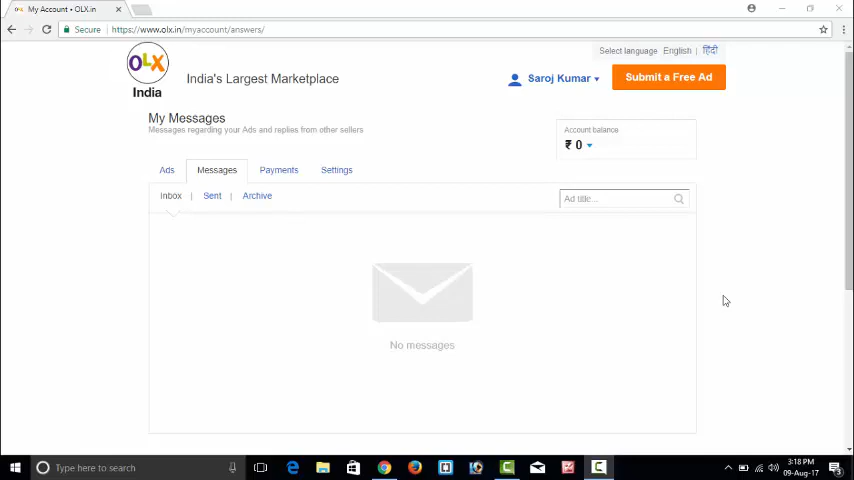 My Account • OLX.in
Secure
https://www.olx.in/myaccount/answers/
Select language English हिंदी
OLX
India
India's Largest Marketplace
Saroj Kumar
Submit a Free Ad
My Messages
Messages regarding your Ads and replies from other sellers
Account balance
₹ 0
Ads Messages Payments Settings
Inbox | Sent | Archive
Ad title...
No messages
Type here to search
3:18 PM
09-Aug-17
3